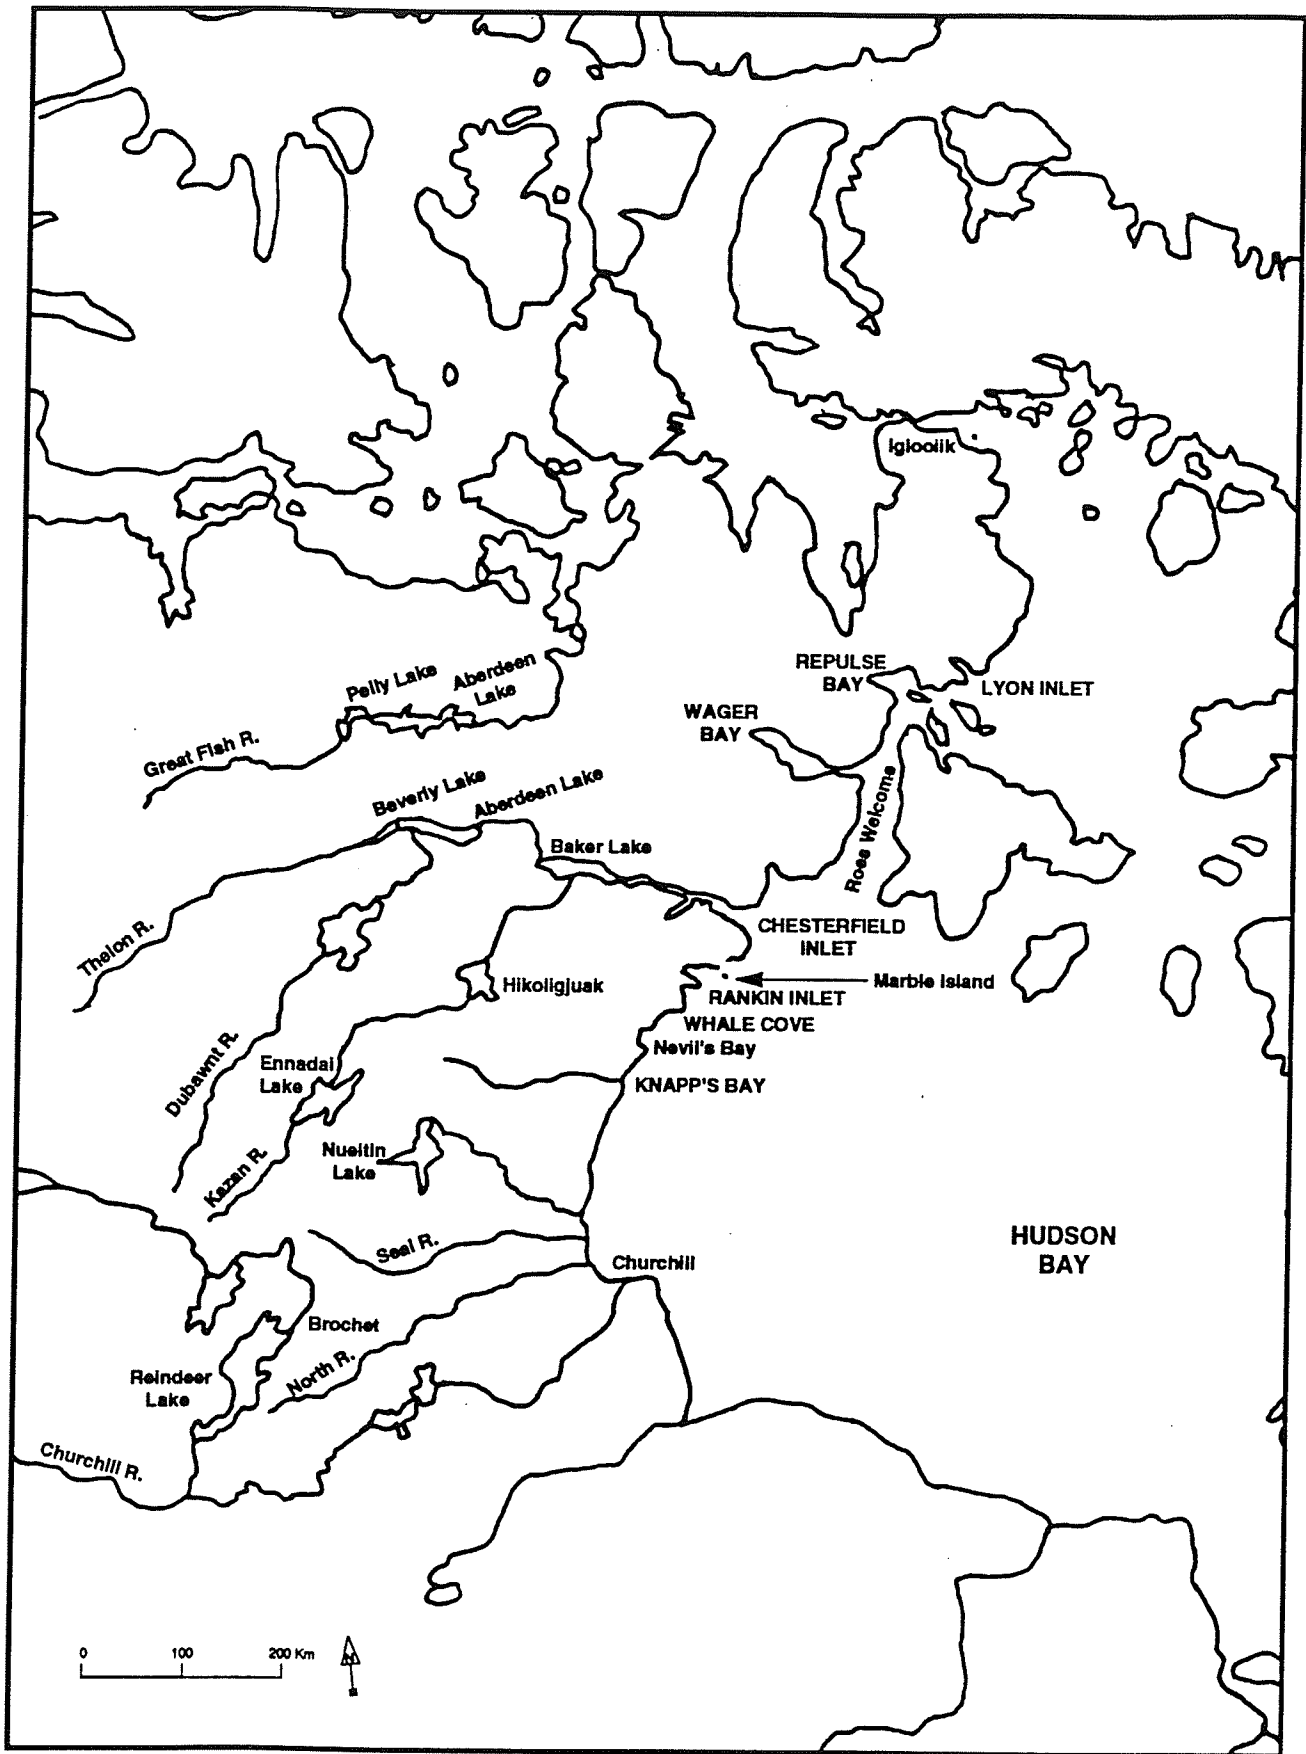 Igloolik
REPULSE
BAY
LYON INLET
Pelly Lake
Aberdeen
Lake
WAGER
BAY
Great Fish R.
Beverly Lake
Aberdeen Lake
Roes Welcome
Baker Lake
Thelon R.
CHESTERFIELD
INLET
Hikoligjuak
Marble Island
RANKIN INLET
WHALE COVE
Nevil's Bay
Dubawnt R.
Ennadai
Lake
KNAPP'S BAY
Nueltin
Lake
Kazan R.
Seal R.
HUDSON
BAY
Churchill
Brochet
North R.
Reindeer
Lake
Churchill R.
0 100 200 Km
N